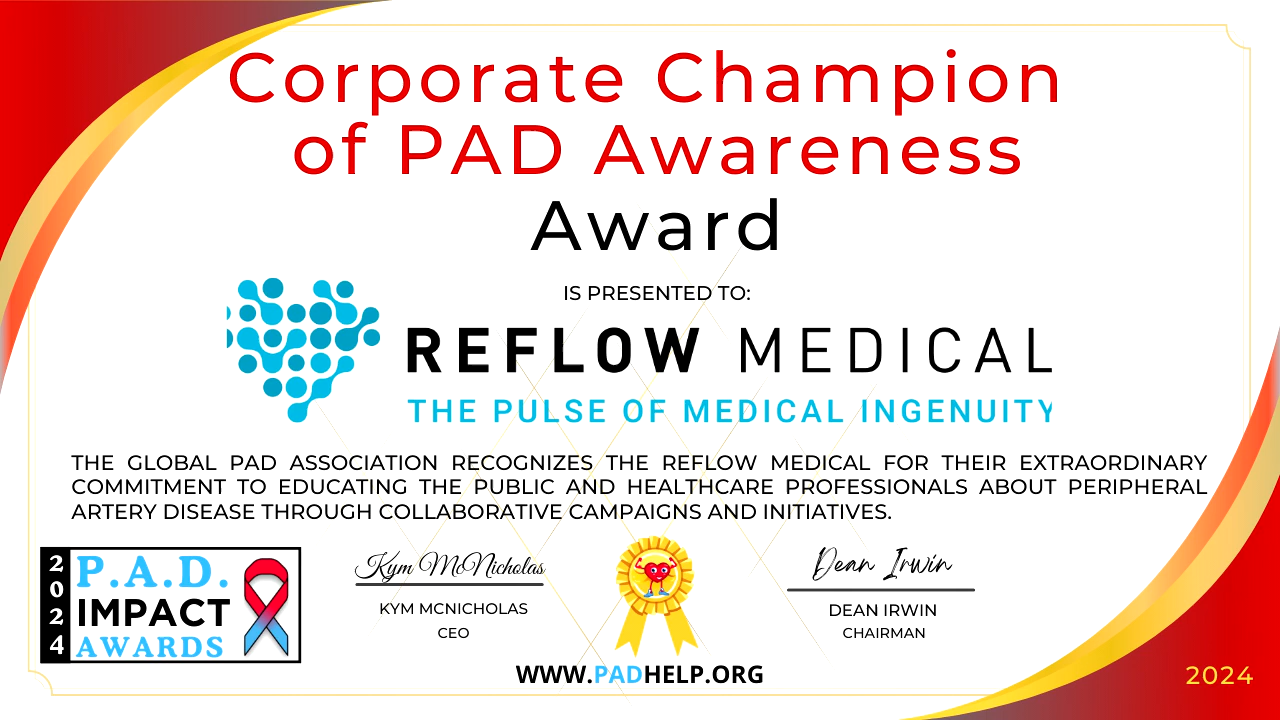 Corporate Champion
of PAD Awareness
Award
IS PRESENTED TO:
REFLOW MEDICAL
THE PULSE OF MEDICAL INGENUITY
THE GLOBAL PAD ASSOCIATION RECOGNIZES THE REFLOW MEDICAL FOR THEIR EXTRAORDINARY
COMMITMENT TO EDUCATING THE PUBLIC AND HEALTHCARE PROFESSIONALS ABOUT PERIPHERAL
ARTERY DISEASE THROUGH COLLABORATIVE CAMPAIGNS AND INITIATIVES.
2024
P.A.D.
IMPACT
AWARDS
Kym McNicholas
KYM MCNICHOLAS
CEO
Dean Irwin
DEAN IRWIN
CHAIRMAN
WWW.PADHELP.ORG
2024